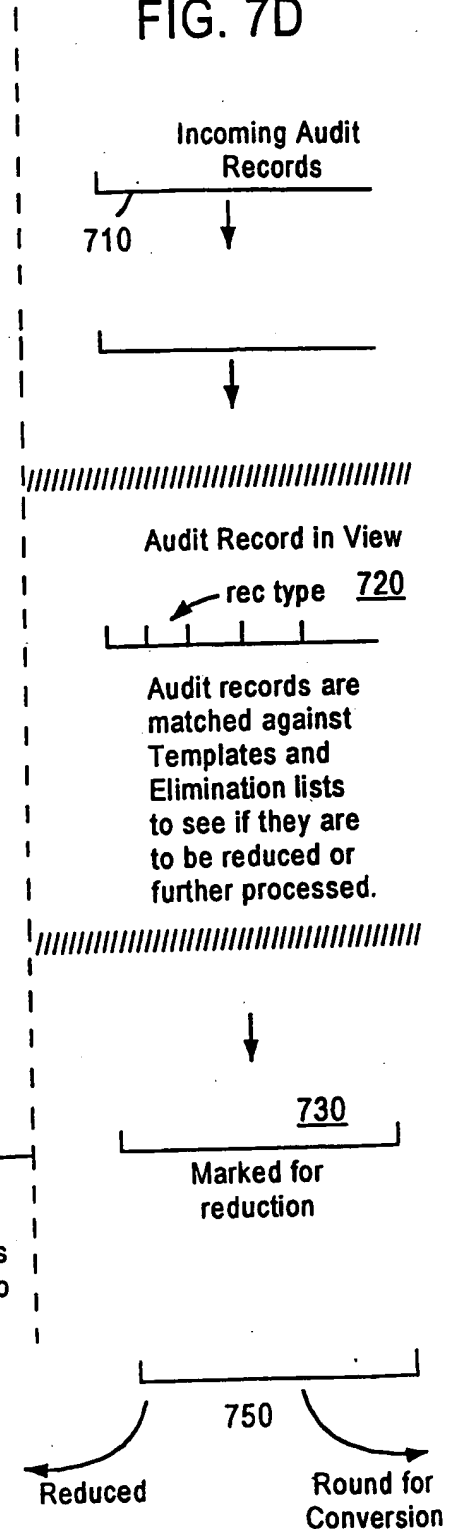 FIG. 7D
Incoming Audit
Records
710
Audit Record in View
rec type 720
Audit records are
matched against
Templates and
Elimination lists
to see if they are
to be reduced or
further processed.
730
Marked for
reduction
750
Reduced
Round for
Conversion